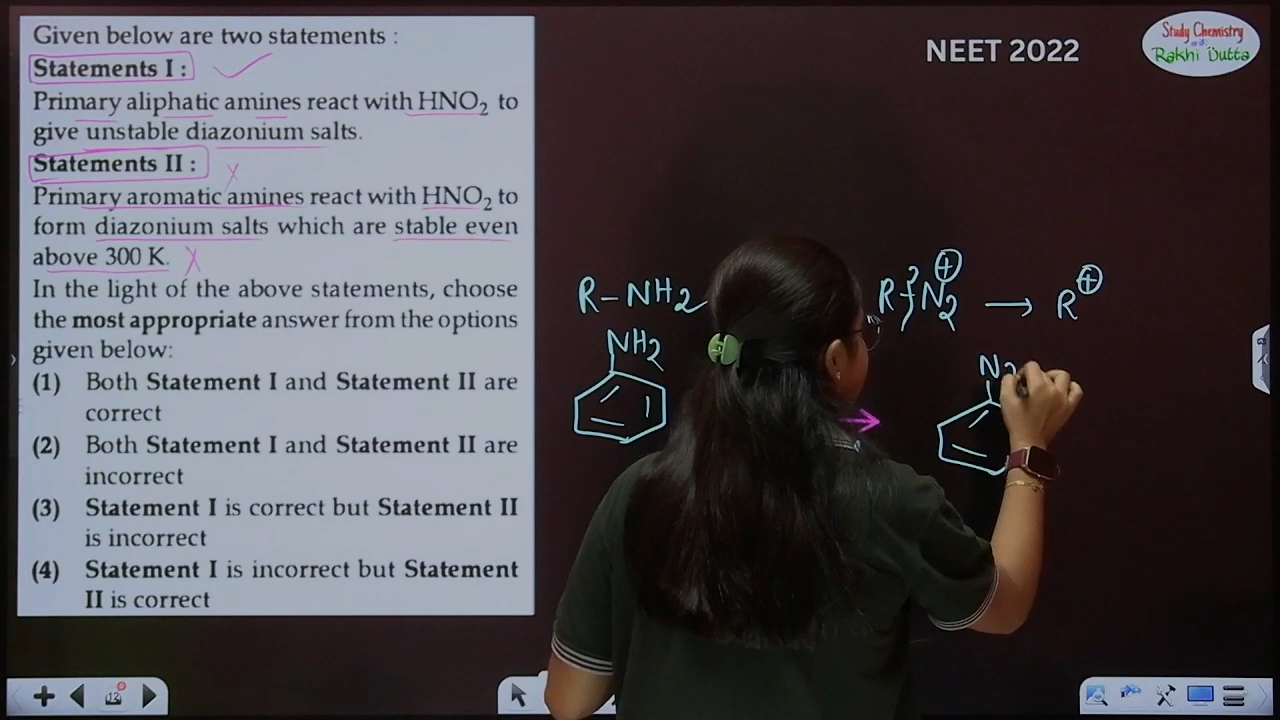 Given below are two statements :
Statements I :
Primary aliphatic amines react with HNO2 to
give unstable diazonium salts.
Statements II :
Primary aromatic amines react with HNO2 to
form diazonium salts which are stable even
above 300 K.
In the light of the above statements, choose
the most appropriate answer from the options
given below:
(1) Both Statement I and Statement II are
correct
(2) Both Statement I and Statement II are
incorrect
(3) Statement I is correct but Statement II
is incorrect
(4) Statement I is incorrect but Statement
II is correct
NEET 2022
Study Chemistry
with
Rakhi Dutta
R-NH2
R-N2⊕ → R⊕
NH2
N2
12